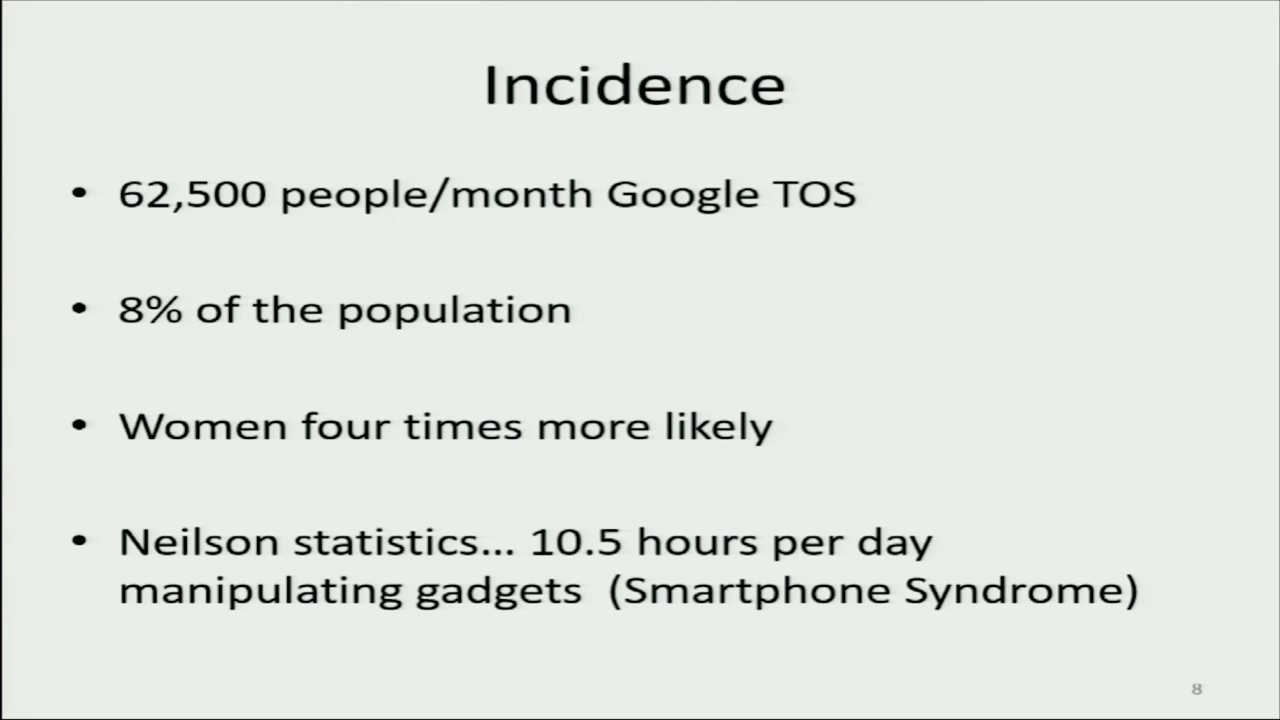 Incidence
• 62,500 people/month Google TOS
• 8% of the population
• Women four times more likely
• Neilson statistics... 10.5 hours per day
manipulating gadgets (Smartphone Syndrome)
8